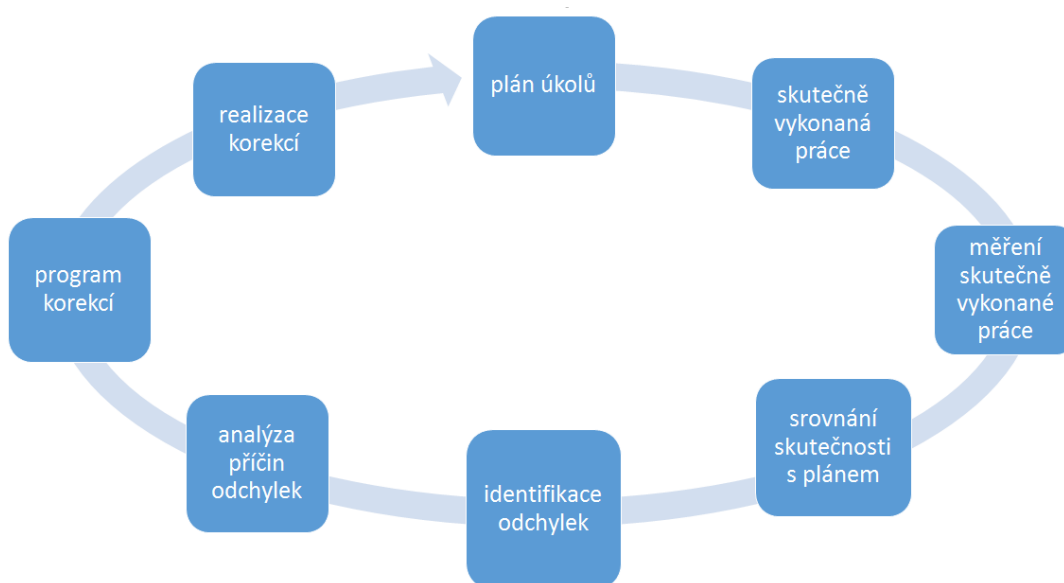 plán úkolů
skutečně
vykonaná
práce
měření
skutečně
vykonané
práce
srovnání
skutečnosti
s plánem
identifikace
odchylek
analýza
příčin
odchylek
program
korekcí
realizace
korekcí